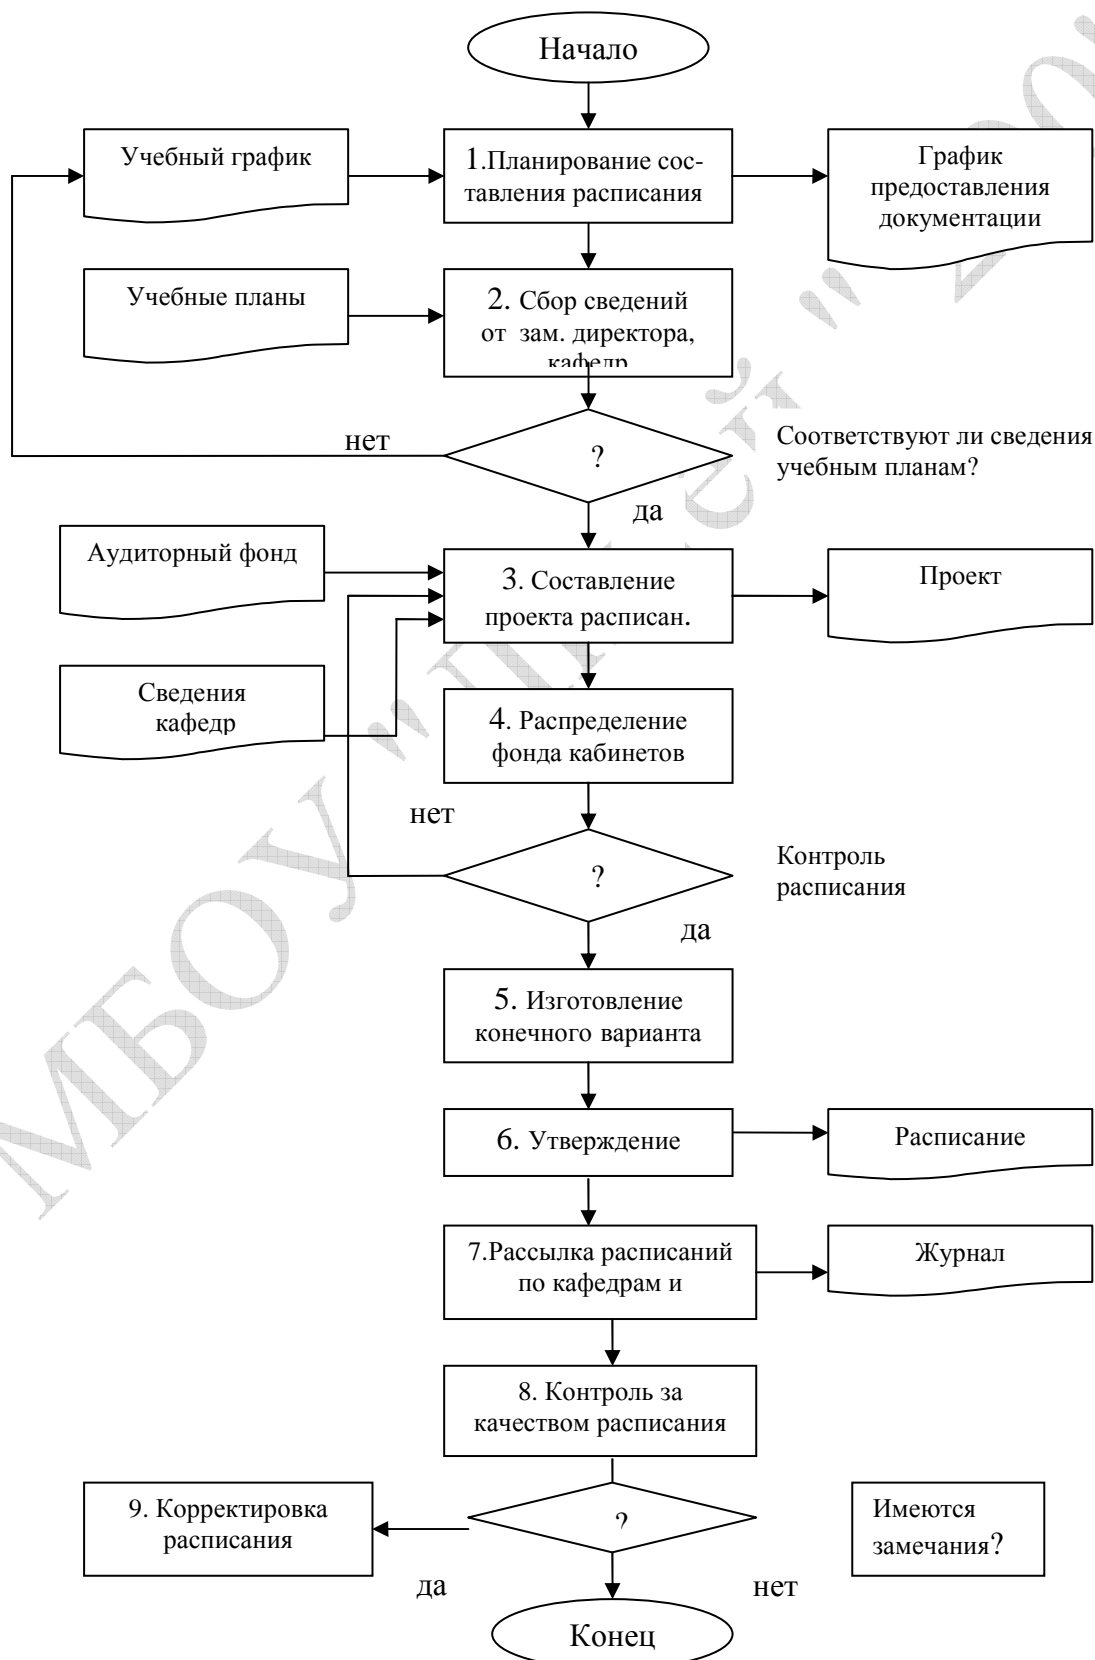 Начало
Учебный график
1.Планирование сос-
тавления расписания
График
предоставления
документации
Учебные планы
2. Сбор сведений
от зам. директора,
кафедр
нет
?
Соответствуют ли сведения
учебным планам?
да
Аудиторный фонд
3. Составление
проекта расписан.
Проект
Сведения
кафедр
4. Распределение
фонда кабинетов
нет
?
Контроль
расписания
да
5. Изготовление
конечного варианта
6. Утверждение
Расписание
7.Рассылка расписаний
по кафедрам и
Журнал
8. Контроль за
качеством расписания
9. Корректировка
расписания
?
Имеются
замечания?
да
нет
Конец
МБОУ "Лицей"